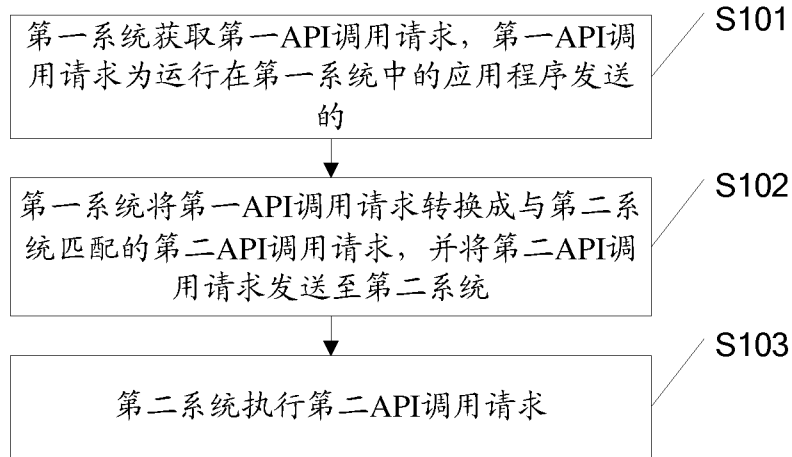 第一系统获取第一API调用请求，第一API调
用请求为运行在第一系统中的应用程序发送
的
S101
第一系统将第一API调用请求转换成与第二系
统匹配的第二API调用请求，并将第二API调
用请求发送至第二系统
S102
第二系统执行第二API调用请求
S103